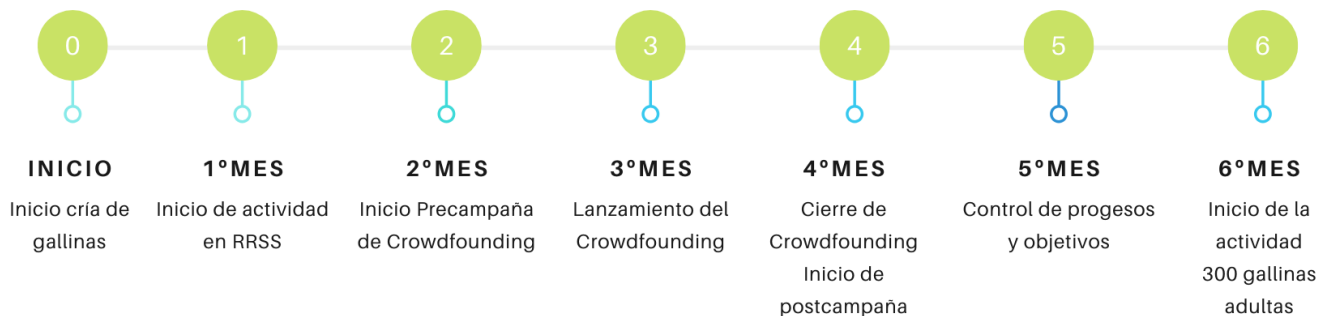 0
1
2
3
4
5
6
INICIO
Inicio cría de
gallinas
1ºMES
Inicio de actividad
en RRSS
2ºMES
Inicio Precampaña
de Crowdfounding
3ºMES
Lanzamiento del
Crowdfounding
4ºMES
Cierre de
Crowdfounding
Inicio de
postcampaña
5ºMES
Control de progesos
y objetivos
6ºMES
Inicio de la
actividad
300 gallinas
adultas